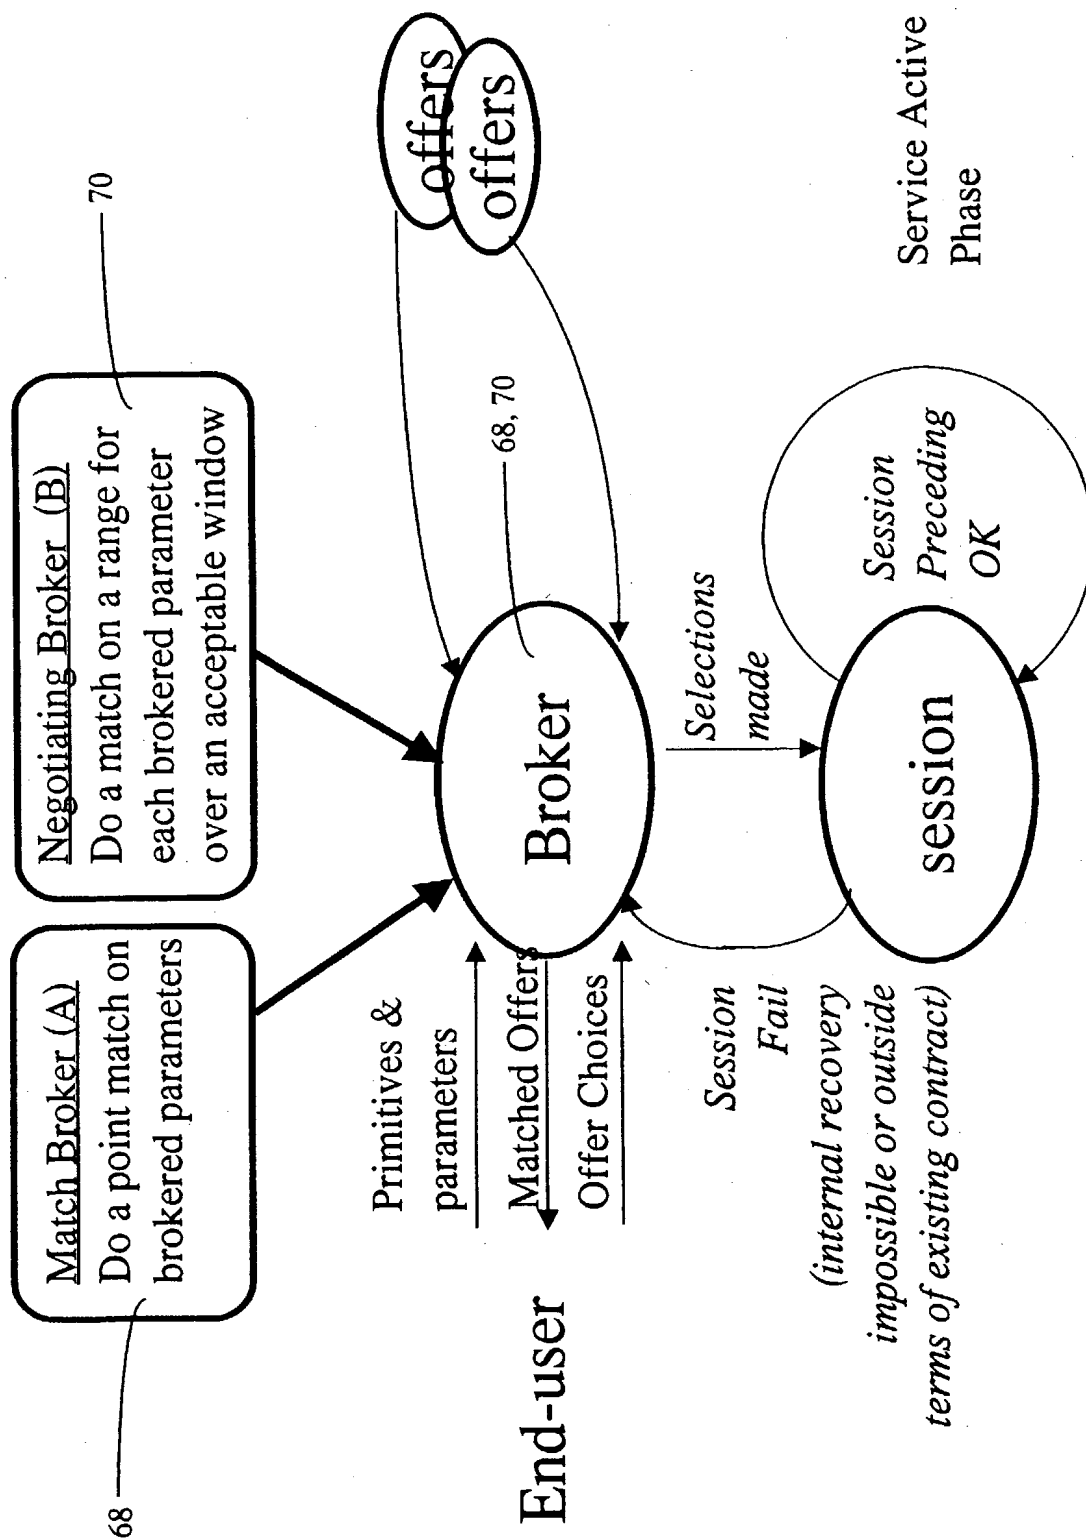 68
Match Broker (A)
Do a point match on
brokered parameters
Negotiating Broker (B)
Do a match on a range for
each brokered parameter
over an acceptable window
70
Primitives &
parameters
Matched Offers
Offer Choices
End-user
Broker
68, 70
offers
offers
Selections
made
Session
Fail
(internal recovery
impossible or outside
terms of existing contract)
session
Session
Preceding
OK
Service Active
Phase